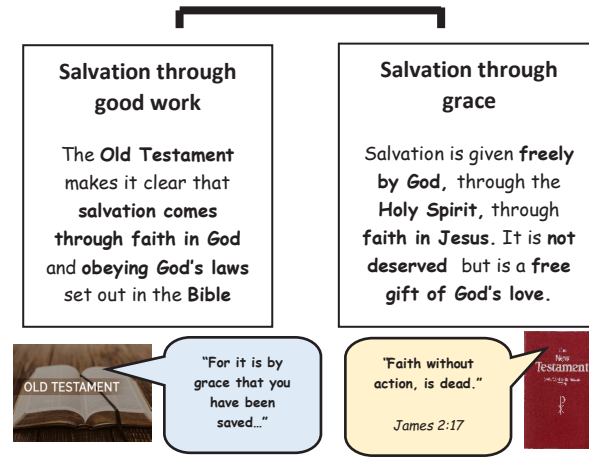 Salvation through
good work
The Old Testament
makes it clear that
salvation comes
through faith in God
and obeying God's laws
set out in the Bible
Salvation through
grace
Salvation is given freely
by God, through the
Holy Spirit, through
faith in Jesus. It is not
deserved but is a free
gift of God's love.
OLD TESTAMENT
"For it is by
grace that you
have been
saved…"
"Faith without
action, is dead."
James 2:17
New
Testament